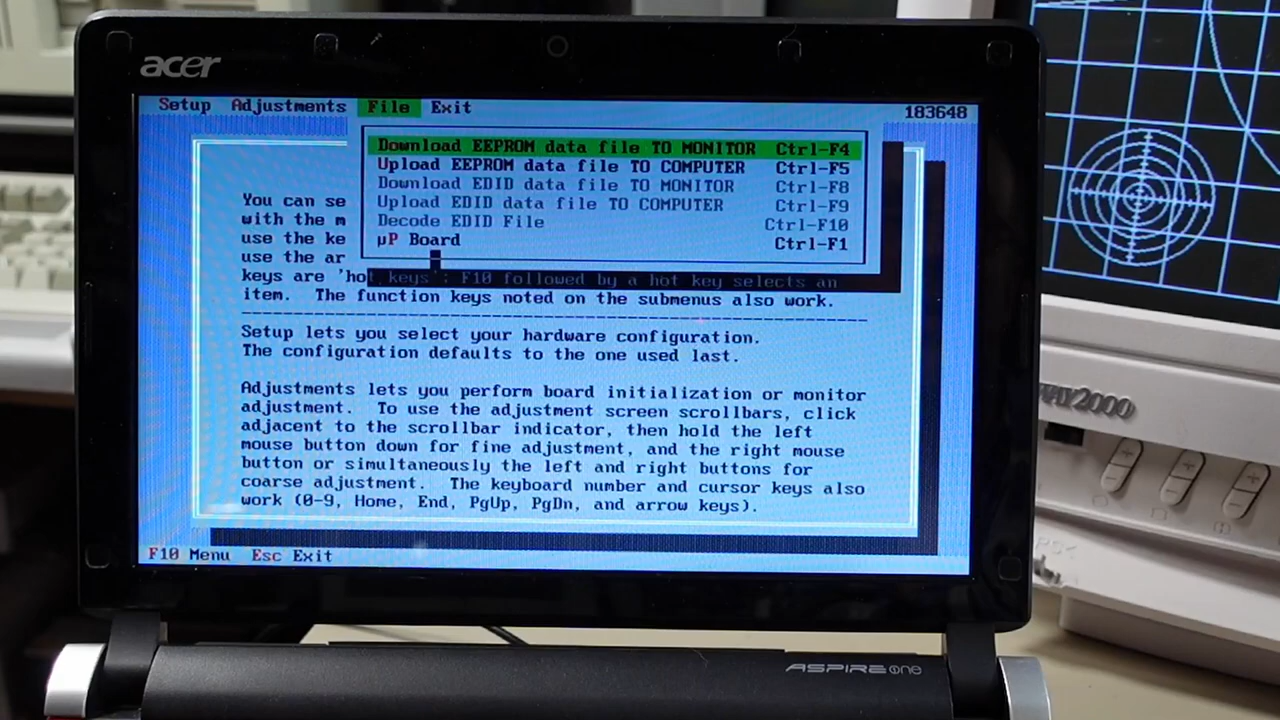 acer
Setup Adjustments File Exit 183648
Download EEPROM data file TO MONITOR Ctrl-F4
Upload EEPROM data file TO COMPUTER Ctrl-F5
Download EDID data file TO MONITOR Ctrl-F8
Upload EDID data file TO COMPUTER Ctrl-F9
Decode EDID File Ctrl-F10
µP Board Ctrl-F1
You can se
with the m
use the ke
use the ar
keys are 'hot keys': F10 followed by a hot key selects an
item. The function keys noted on the submenus also work.
Setup lets you select your hardware configuration.
The configuration defaults to the one used last.
Adjustments lets you perform board initialization or monitor
adjustment. To use the adjustment screen scrollbars, click
adjacent to the scrollbar indicator, then hold the left
mouse button down for fine adjustment, and the right mouse
button or simultaneously the left and right buttons for
coarse adjustment. The keyboard number and cursor keys also
work (0-9, Home, End, PgUp, PgDn, and arrow keys).
F10 Menu Esc Exit
ASPIRE one
2000